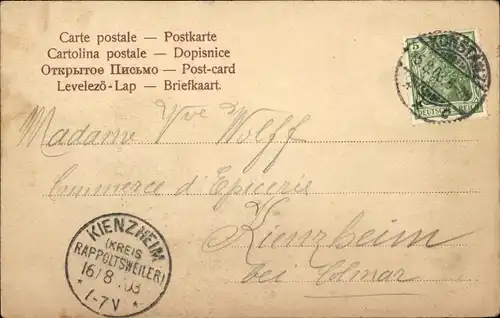 Carte postale — Postkarte
Cartolina postale — Dopisnice
Открытое Письмо — Post-card
Levelező-Lap — Briefkaart.
5
DEUTSCHES REICH
Madame Vve Wolff
Commerce d'Epicerie
Kienzheim
bei Colmar
KIENZHEIM
(KREIS
RAPPOLTSWEILER)
16/8 03
* 1-7V *